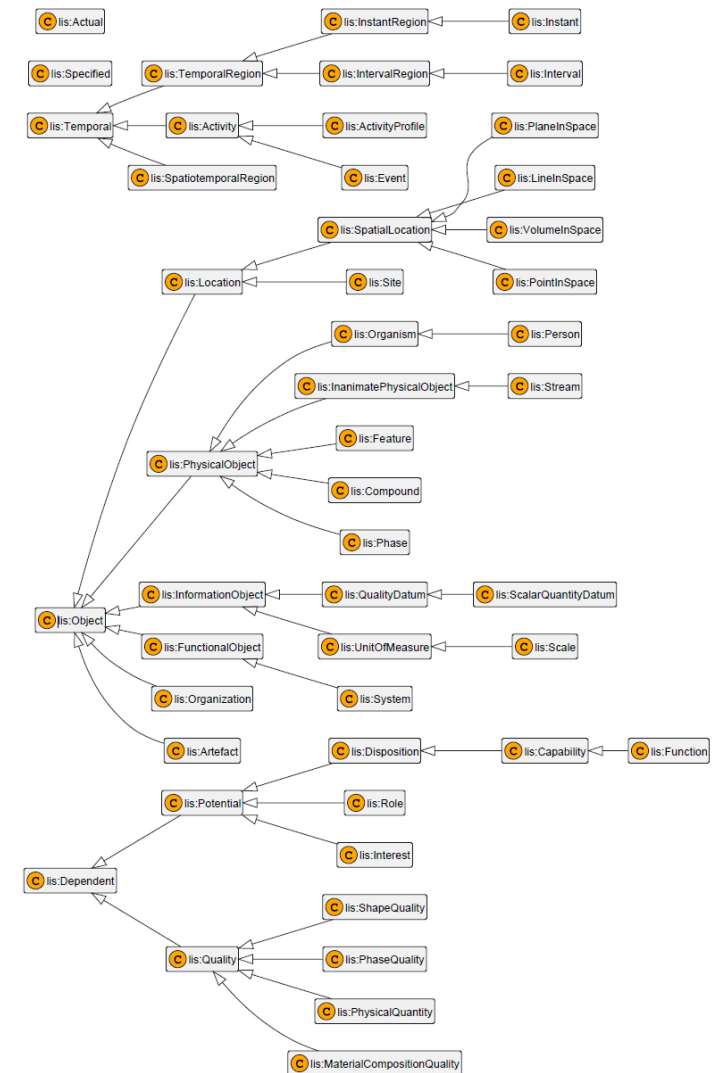 C lis:Actual
C lis:InstantRegion
C lis:Instant
C lis:Specified
C lis:TemporalRegion
C lis:IntervalRegion
C lis:Interval
C lis:Temporal
C lis:Activity
C lis:ActivityProfile
C lis:PlaneInSpace
C lis:SpatiotemporalRegion
C lis:Event
C lis:LineInSpace
C lis:SpatialLocation
C lis:VolumeInSpace
C lis:Location
C lis:Site
C lis:PointInSpace
C lis:Organism
C lis:Person
C lis:InanimatePhysicalObject
C lis:Stream
C lis:Feature
C lis:PhysicalObject
C lis:Compound
C lis:Phase
C lis:InformationObject
C lis:QualityDatum
C lis:ScalarQuantityDatum
C lis:Object
C lis:FunctionalObject
C lis:UnitOfMeasure
C lis:Scale
C lis:Organization
C lis:System
C lis:Artefact
C lis:Disposition
C lis:Capability
C lis:Function
C lis:Potential
C lis:Role
C lis:Interest
C lis:Dependent
C lis:ShapeQuality
C lis:Quality
C lis:PhaseQuality
C lis:PhysicalQuantity
C lis:MaterialCompositionQuality